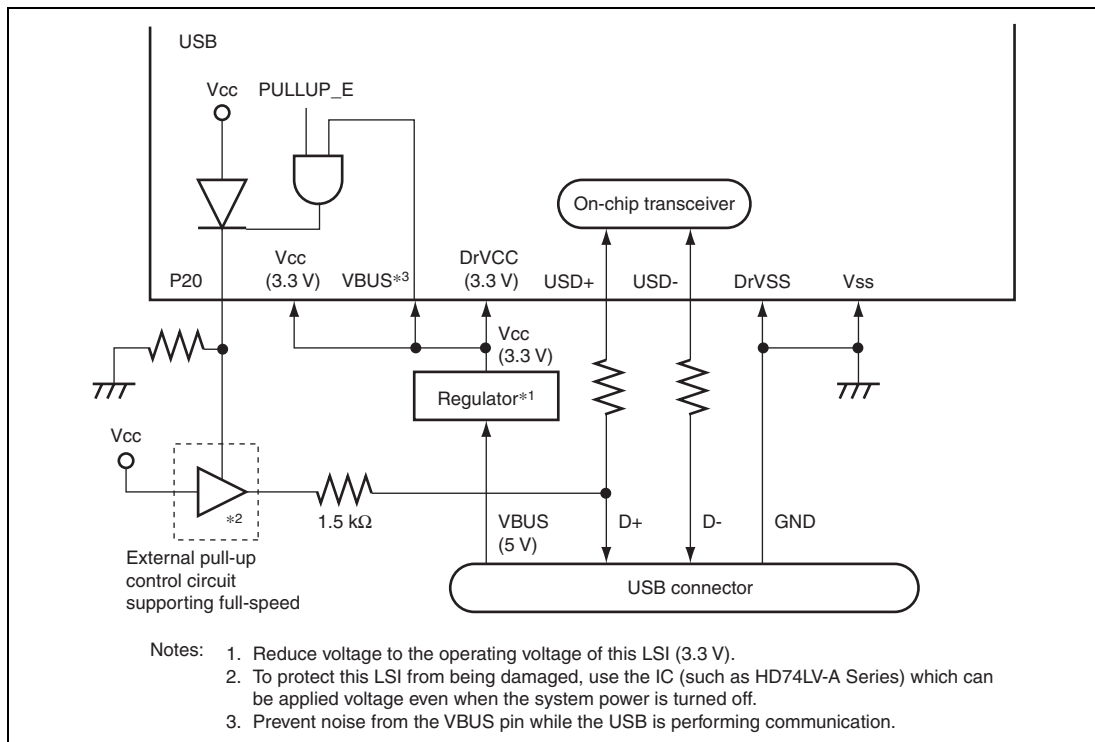 USB
Vcc PULLUP_E
On-chip transceiver
P20
Vcc
(3.3 V)
VBUS*3
DrVCC
(3.3 V)
USD+
USD-
DrVSS
Vss
Vcc
(3.3 V)
Regulator*1
Vcc
*2
1.5 kΩ
External pull-up
control circuit
supporting full-speed
VBUS
(5 V)
D+
D-
GND
USB connector
Notes: 1. Reduce voltage to the operating voltage of this LSI (3.3 V).
2. To protect this LSI from being damaged, use the IC (such as HD74LV-A Series) which can
be applied voltage even when the system power is turned off.
3. Prevent noise from the VBUS pin while the USB is performing communication.